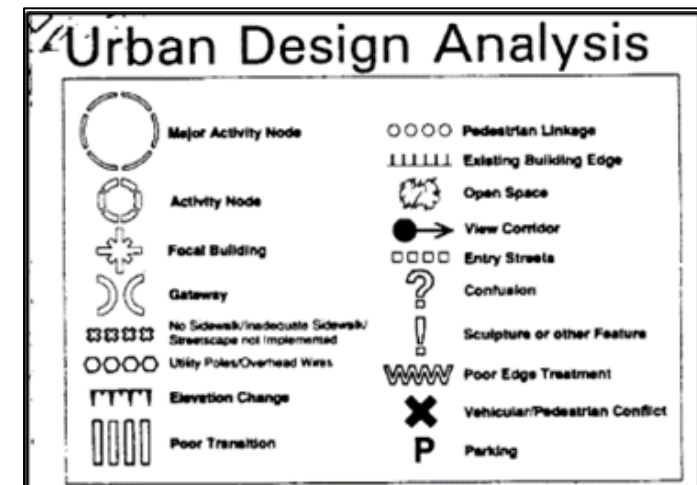 Urban Design Analysis
Major Activity Node
Activity Node
Focal Building
Gateway
No Sidewalk/Inadequate Sidewalk/
Streetscape not Implemented
Utility Poles/Overhead Wires
Elevation Change
Poor Transition
Pedestrian Linkage
Existing Building Edge
Open Space
View Corridor
Entry Streets
? Confusion
! Sculpture or other Feature
Poor Edge Treatment
Vehicular/Pedestrian Conflict
P Parking